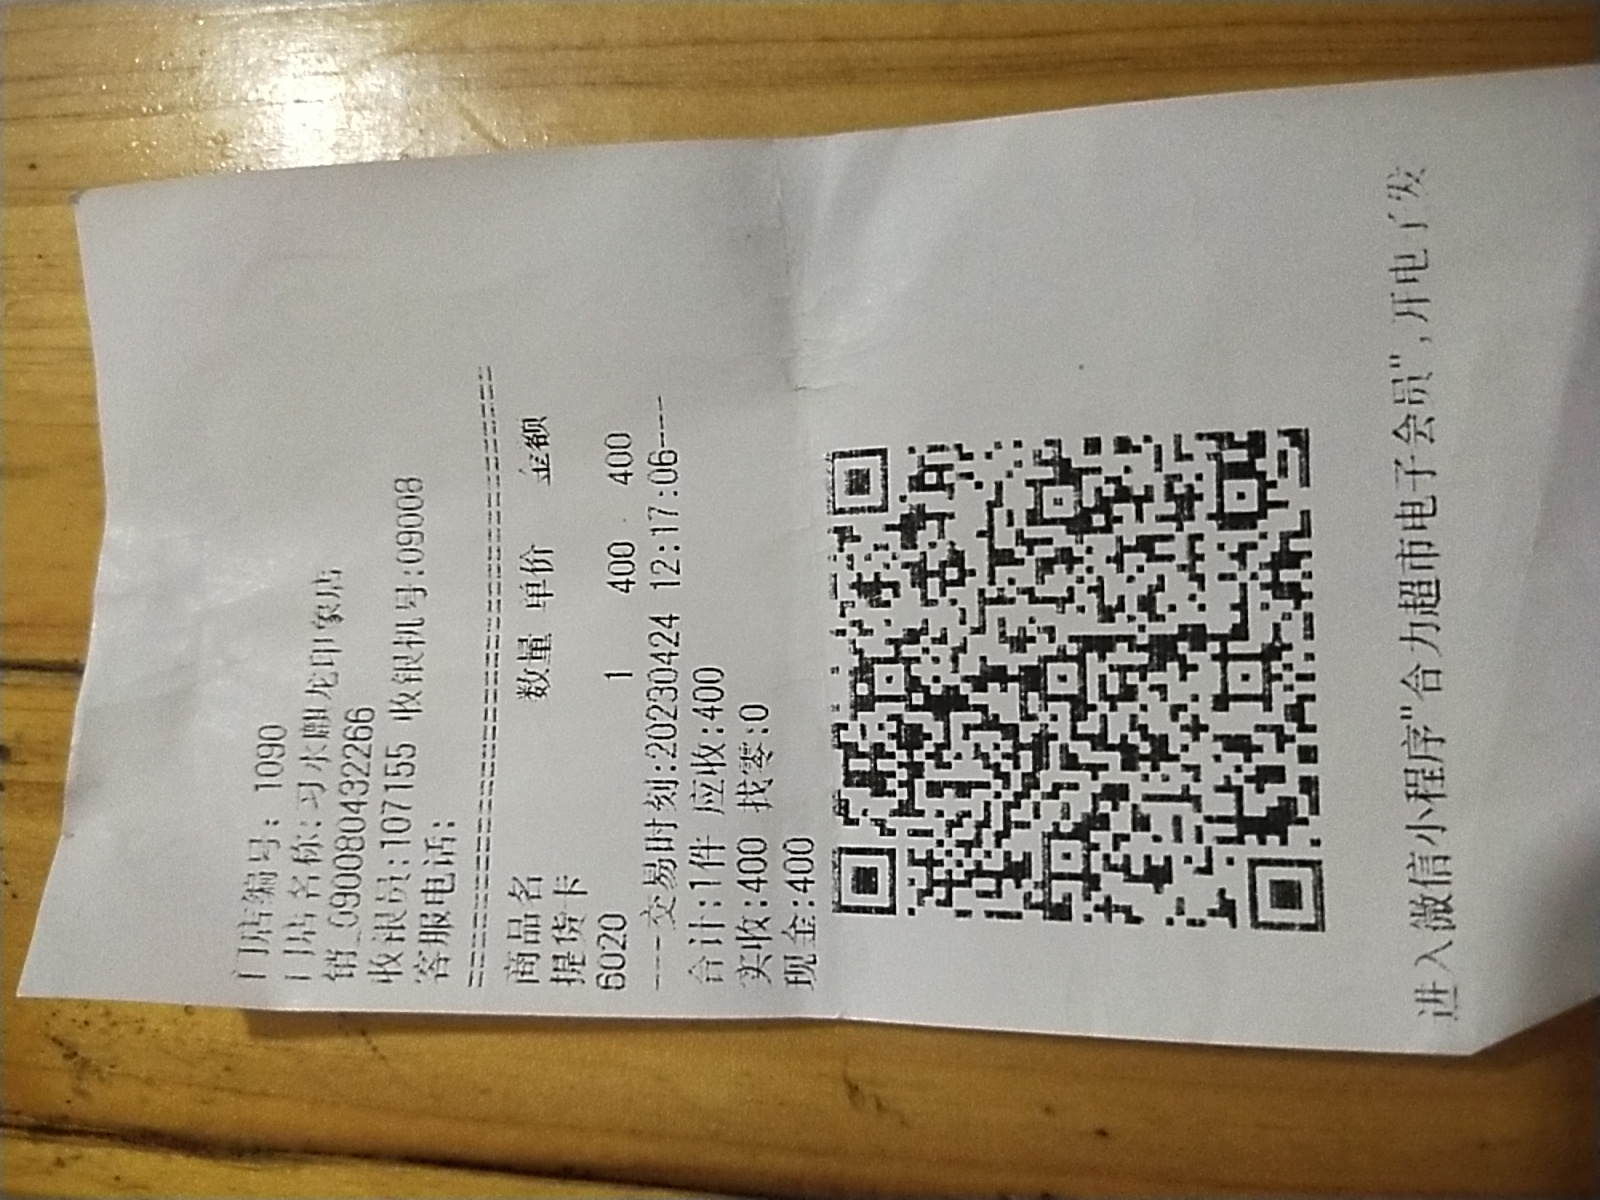 门店编号: 1090
门店名称:习水麒龙印象店
销_090080432266
收银员:107155 收银机号:09008
客服电话:
商品名 数量 单价 金额
提货卡
6020 1 400 400
---交易时刻:20230424 12:17:06---
合计:1件 应收:400
实收:400 找零:0
现金:400
进入微信小程序"合力超市电子会员",开电子发